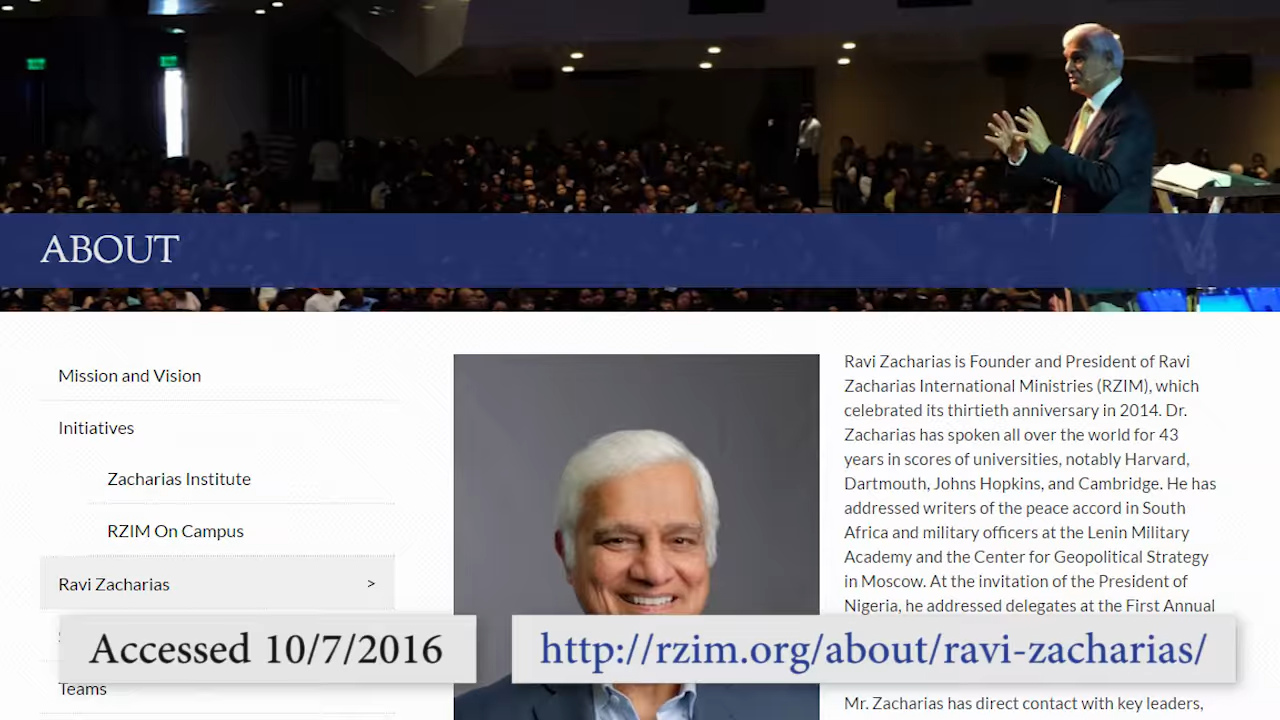 ABOUT
Mission and Vision
Initiatives
Zacharias Institute
RZIM On Campus
Ravi Zacharias >
Teams
Ravi Zacharias is Founder and President of Ravi
Zacharias International Ministries (RZIM), which
celebrated its thirtieth anniversary in 2014. Dr.
Zacharias has spoken all over the world for 43
years in scores of universities, notably Harvard,
Dartmouth, Johns Hopkins, and Cambridge. He has
addressed writers of the peace accord in South
Africa and military officers at the Lenin Military
Academy and the Center for Geopolitical Strategy
in Moscow. At the invitation of the President of
Nigeria, he addressed delegates at the First Annual
Mr. Zacharias has direct contact with key leaders,
Accessed 10/7/2016
http://rzim.org/about/ravi-zacharias/